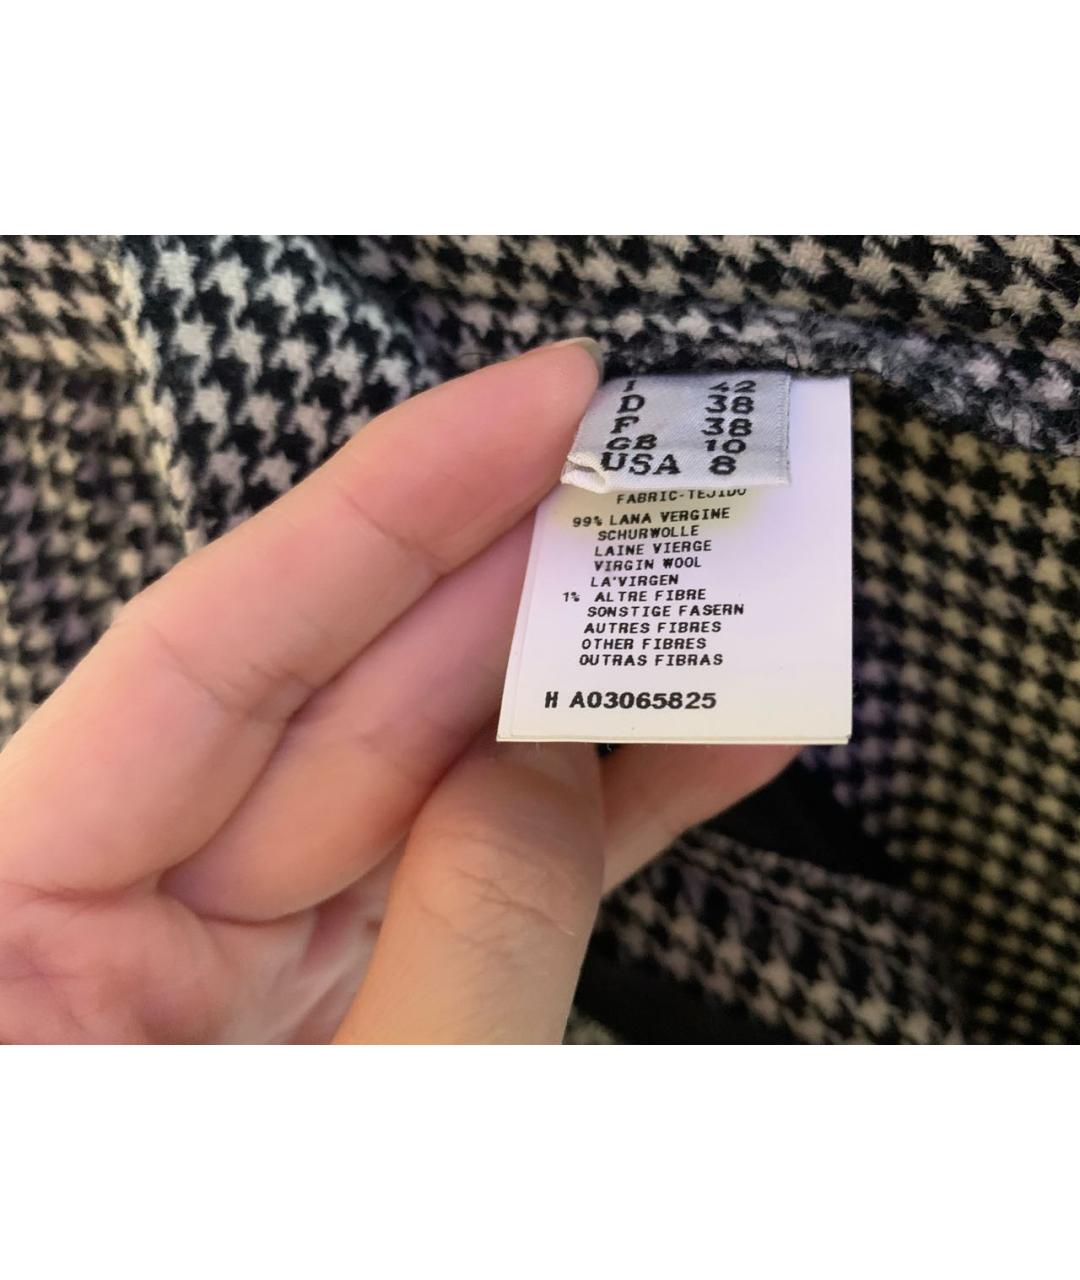 I 42
D 38
F 38
GB 10
USA 8
FABRIC-TEJIDO
99% LANA VERGINE
SCHURWOLLE
LAINE VIERGE
VIRGIN WOOL
LA'VIRGEN
1% ALTRE FIBRE
SONSTIGE FASERN
AUTRES FIBRES
OTHER FIBRES
OUTRAS FIBRAS
H A03065825